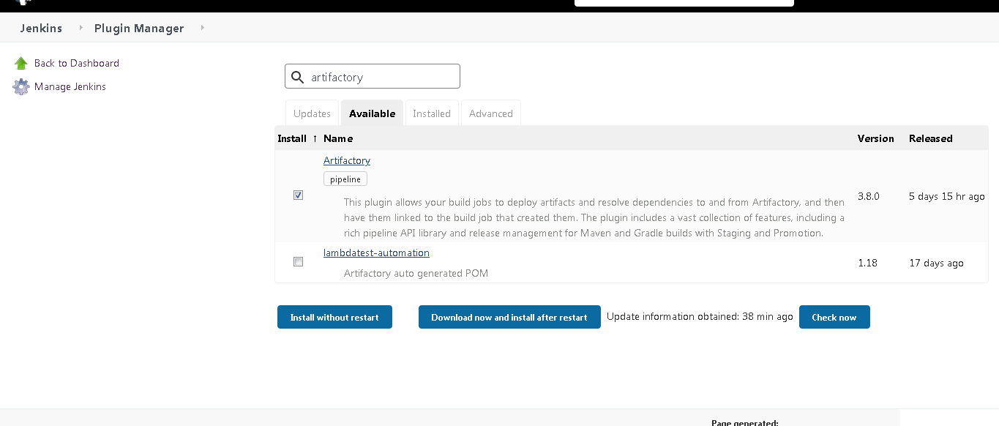 Jenkins
Plugin Manager
Back to Dashboard
Manage Jenkins
artifactory
Updates
Available
Installed
Advanced
Install ↑ Name Version Released
Artifactory
pipeline
This plugin allows your build jobs to deploy artifacts and resolve dependencies to and from Artifactory, and then
have them linked to the build job that created them. The plugin includes a vast collection of features, including a
rich pipeline API library and release management for Maven and Gradle builds with Staging and Promotion.
3.8.0
5 days 15 hr ago
lambdatest-automation
Artifactory auto generated POM
1.18
17 days ago
Install without restart
Download now and install after restart
Update information obtained: 38 min ago
Check now
Page generated: